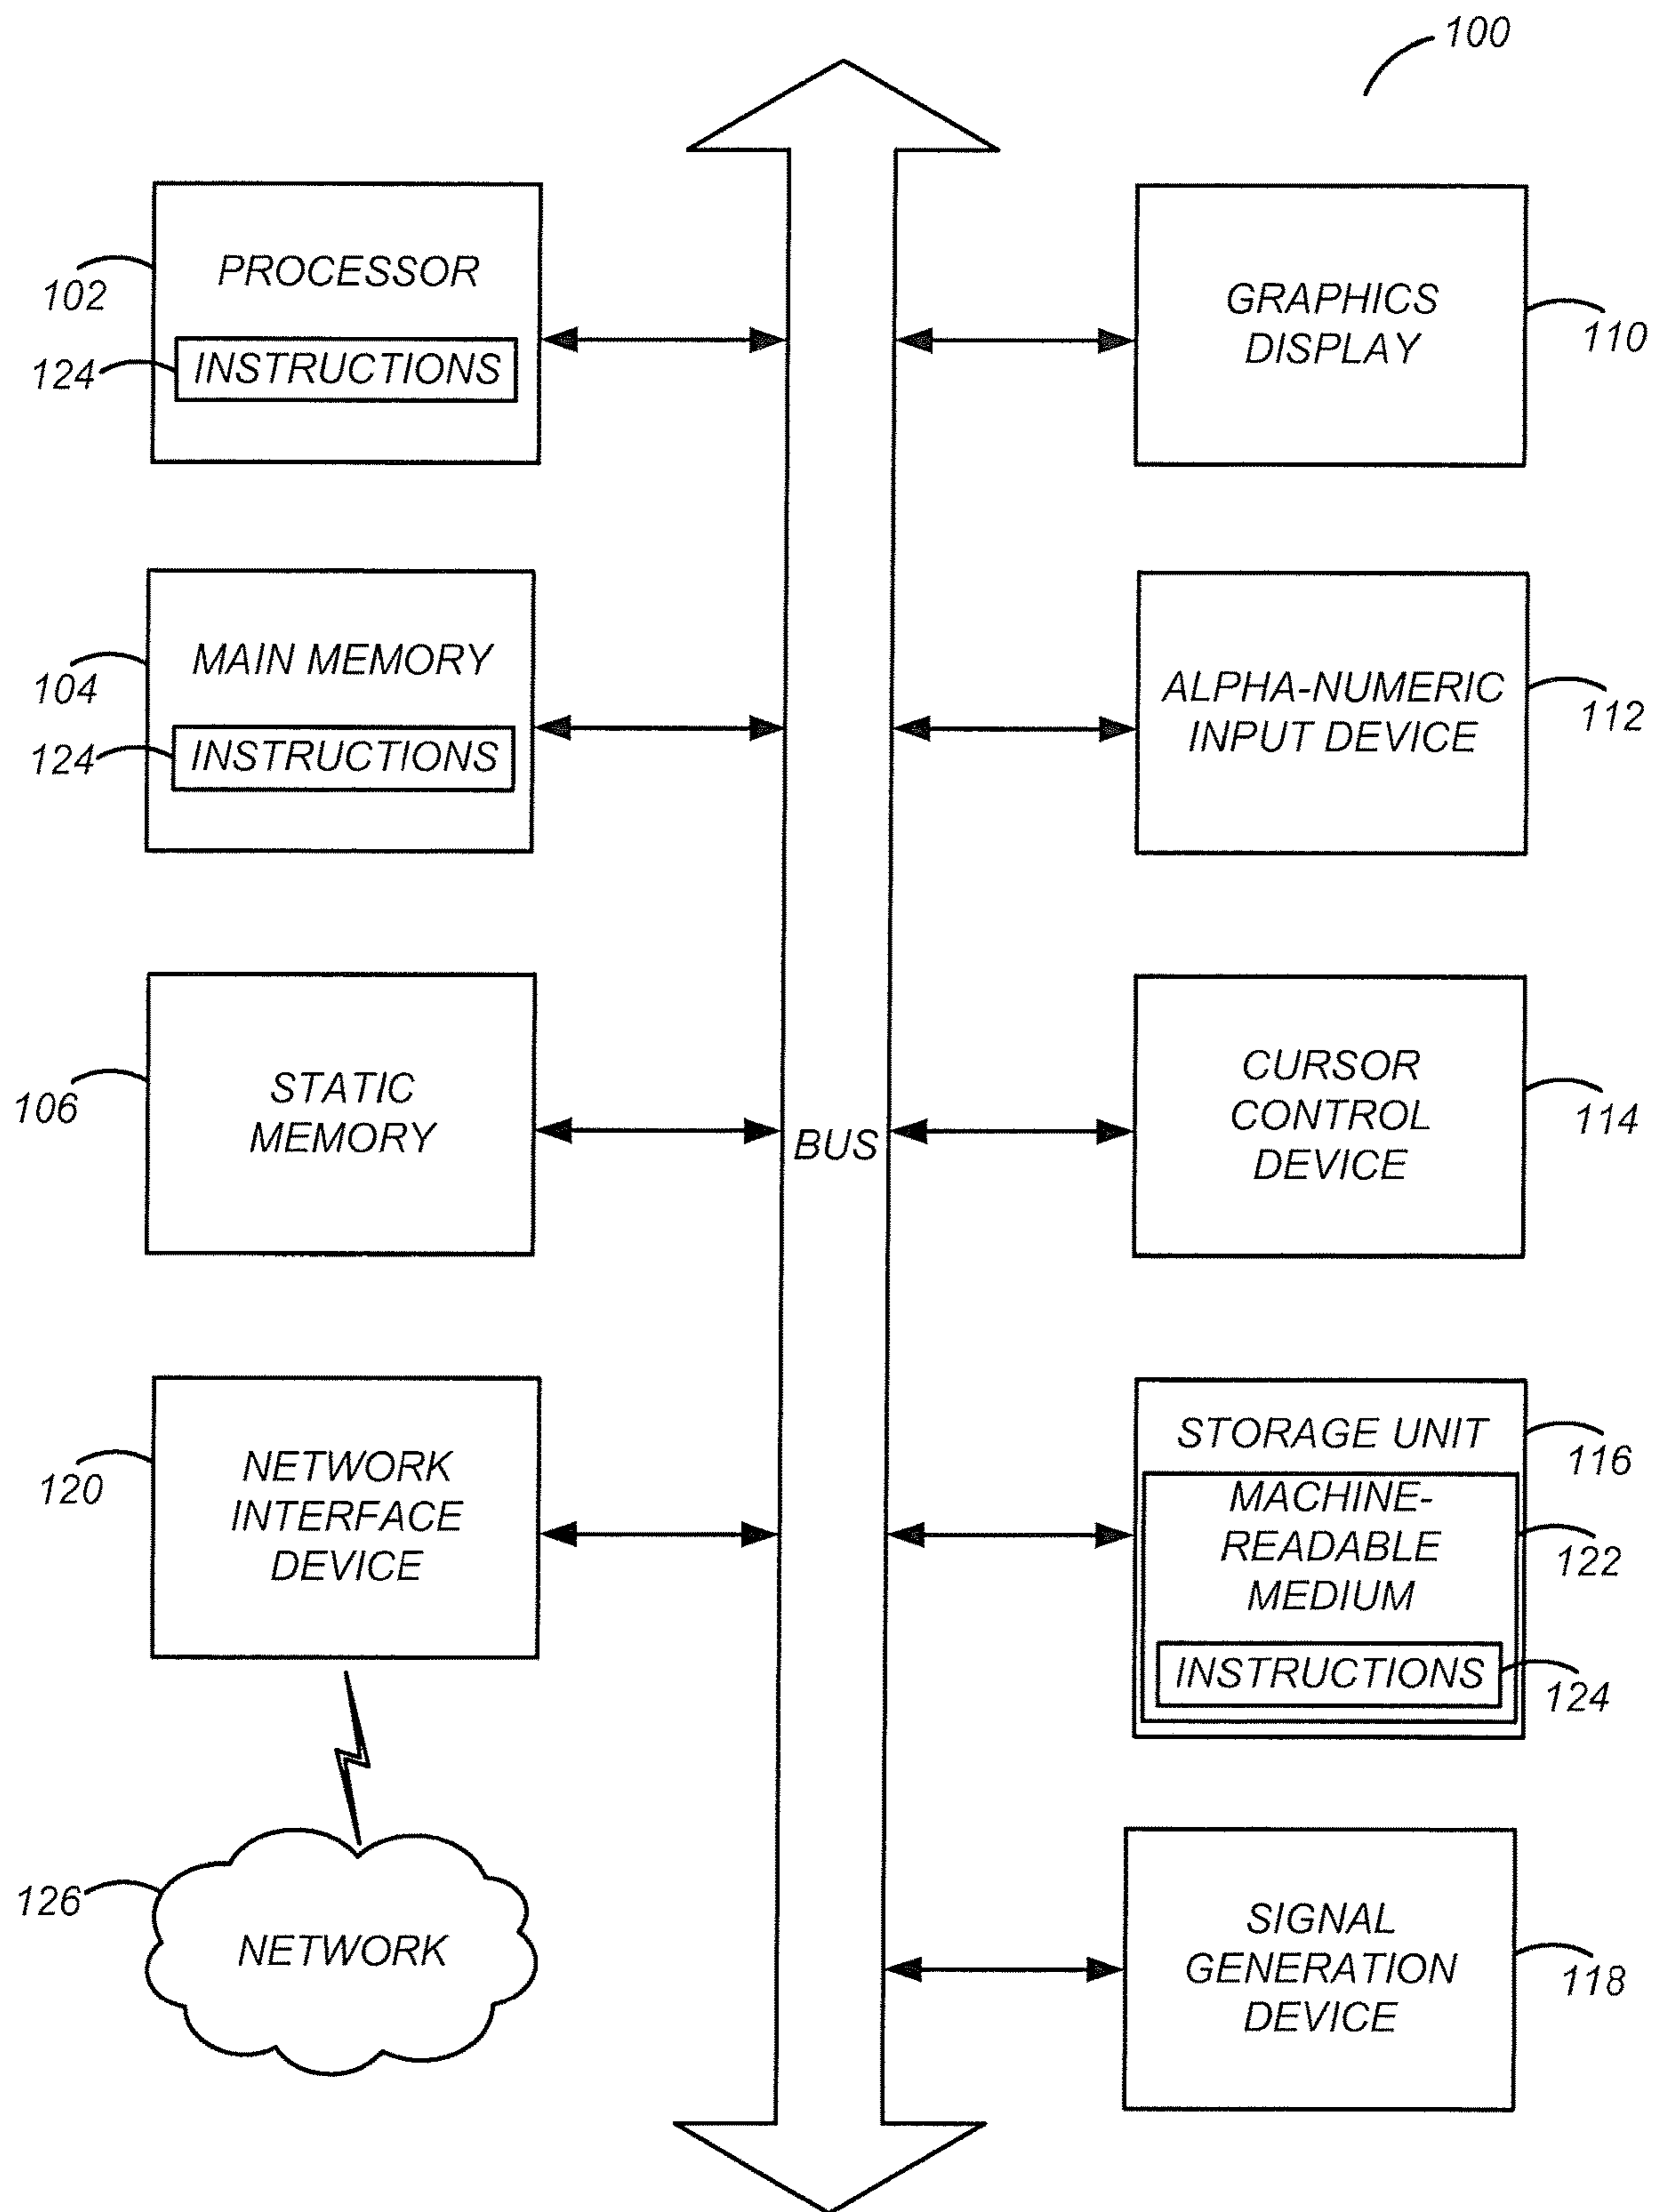 100
PROCESSOR
102
124
INSTRUCTIONS
GRAPHICS
DISPLAY
110
MAIN MEMORY
104
124
INSTRUCTIONS
ALPHA-NUMERIC
INPUT DEVICE
112
STATIC
MEMORY
106
BUS
CURSOR
CONTROL
DEVICE
114
NETWORK
INTERFACE
DEVICE
120
STORAGE UNIT
116
MACHINE-
READABLE
MEDIUM
122
INSTRUCTIONS
124
126
NETWORK
SIGNAL
GENERATION
DEVICE
118